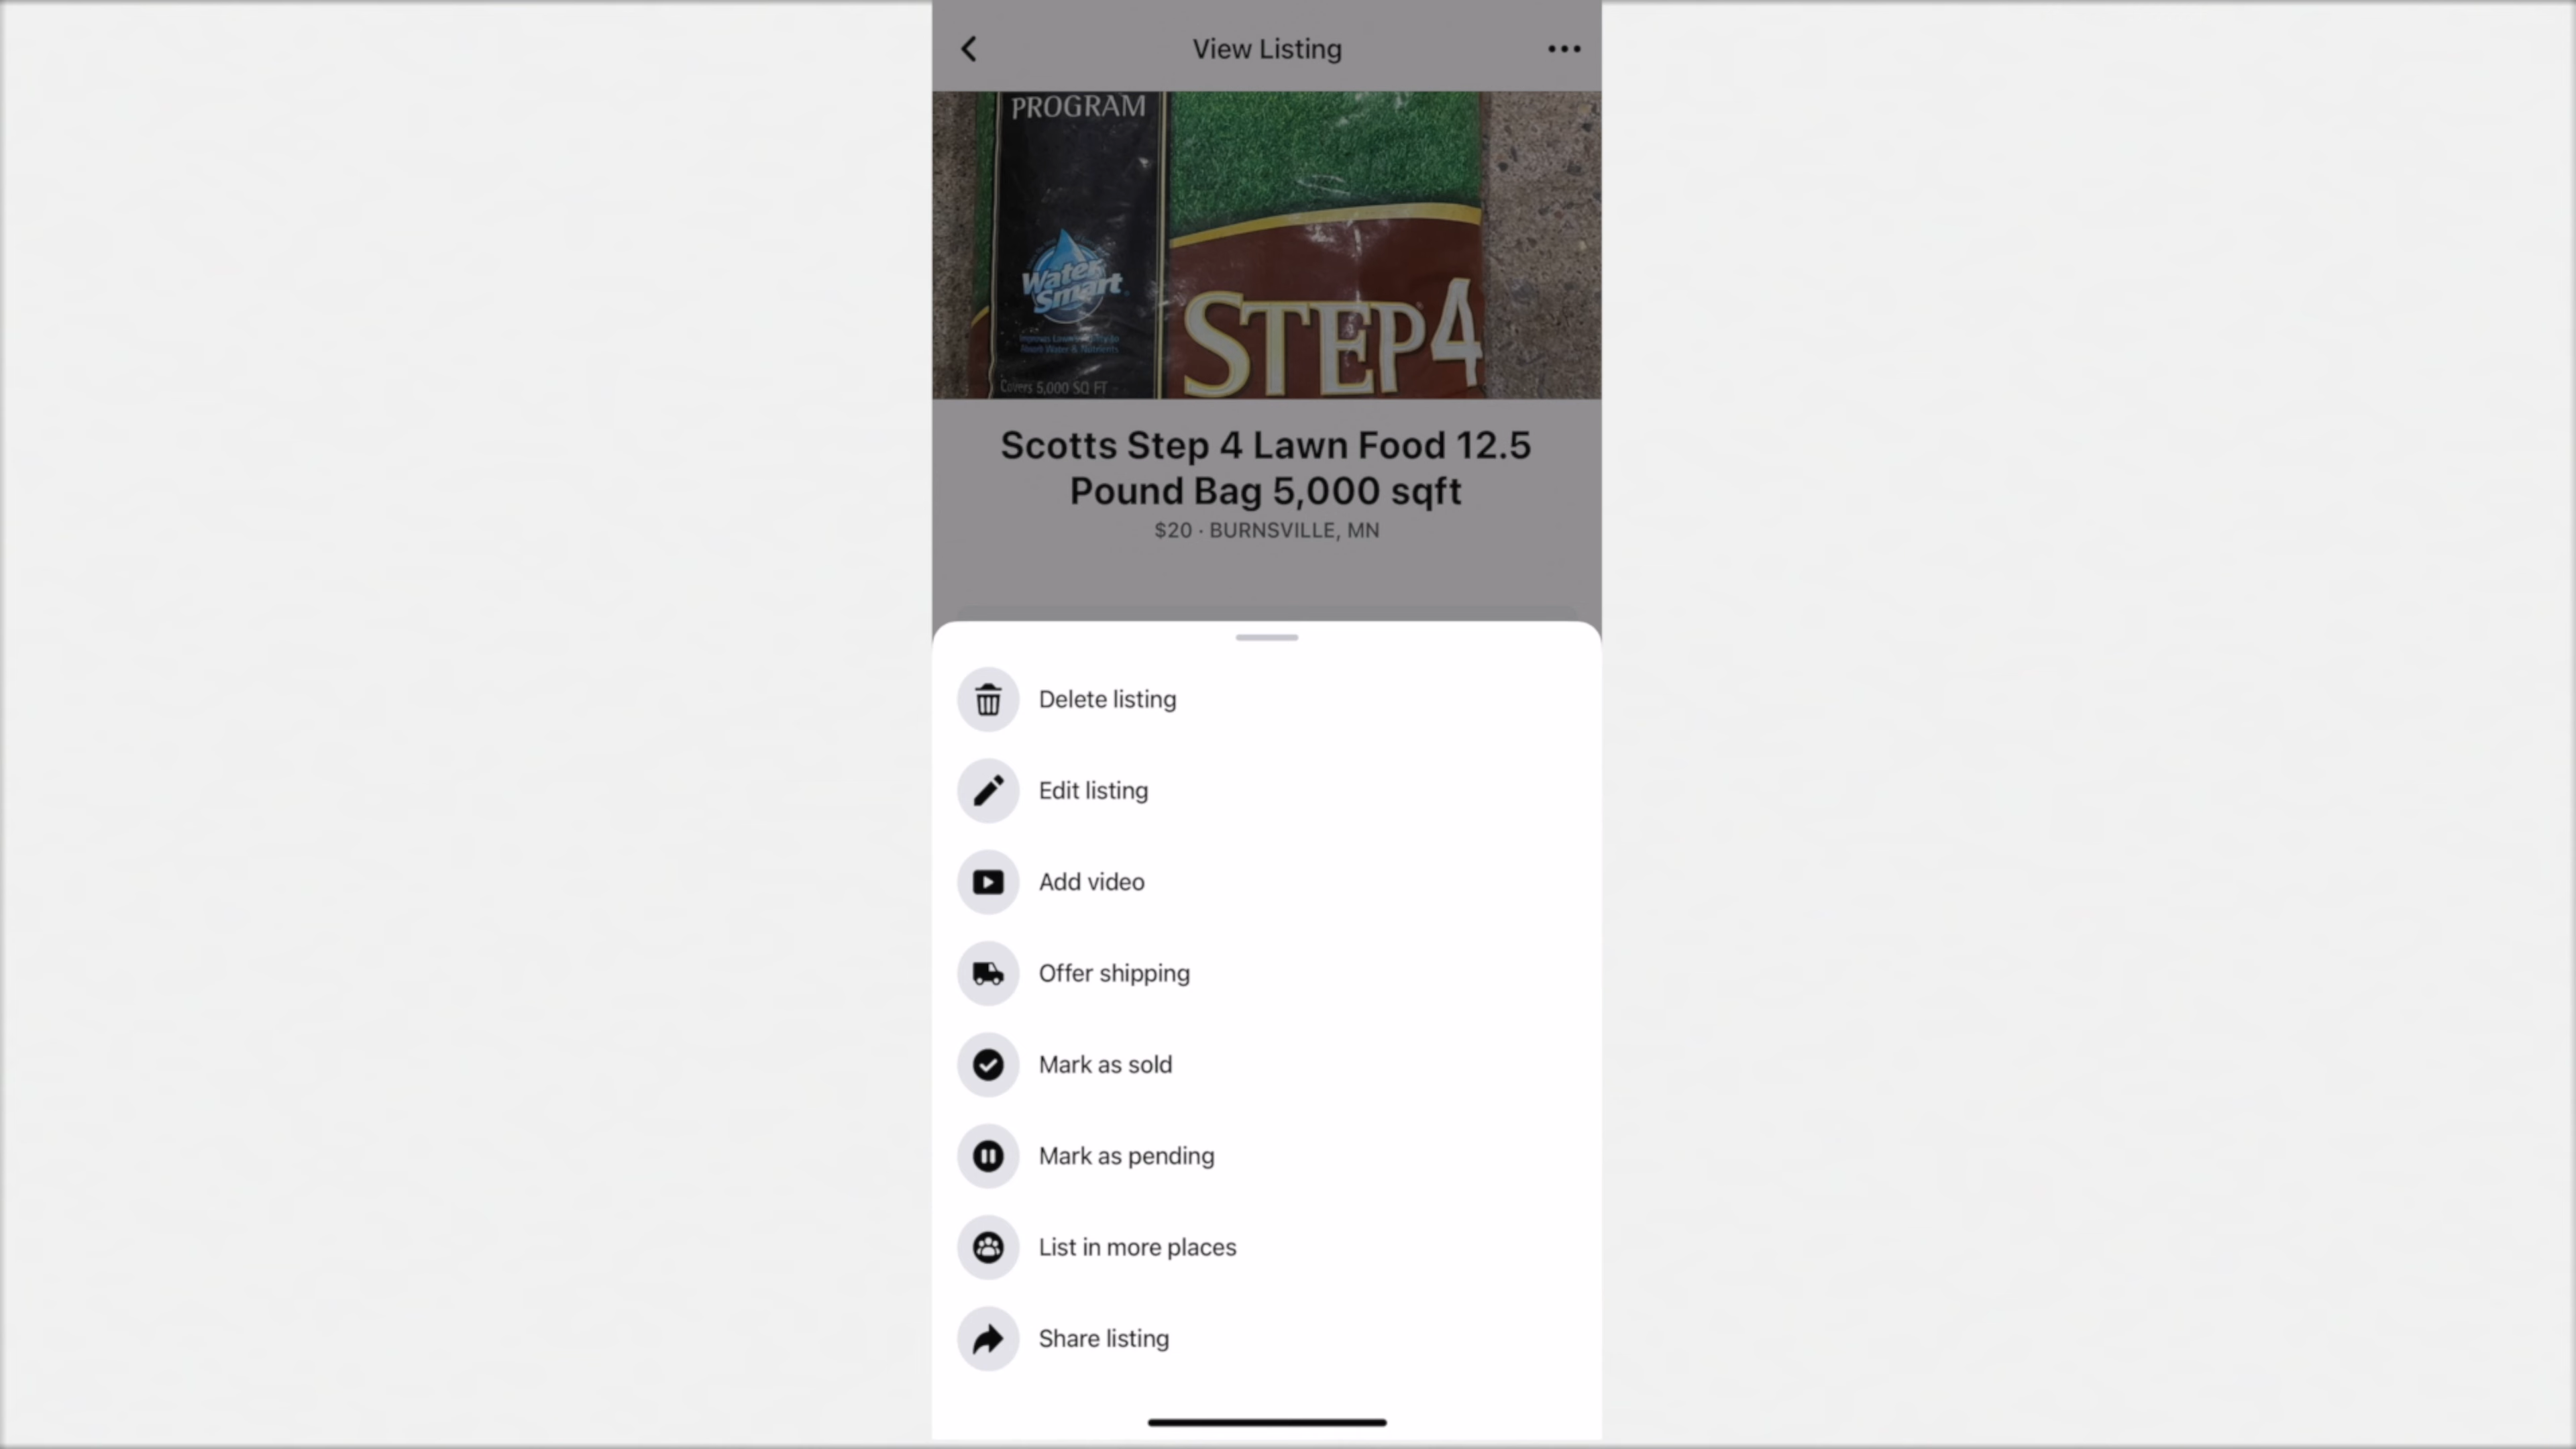 View Listing
PROGRAM
Water
Smart
Covers 5,000 SQ FT
STEP4
Scotts Step 4 Lawn Food 12.5
Pound Bag 5,000 sqft
$20 · BURNSVILLE, MN
Delete listing
Edit listing
Add video
Offer shipping
Mark as sold
Mark as pending
List in more places
Share listing